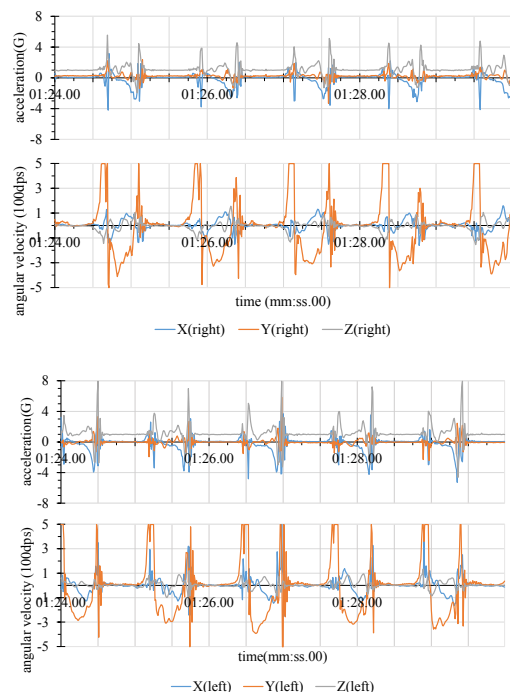 acceleration(G)
8
4
0
-4
-8
01:24.00 01:26.00 01:28.00
angular velocity (100dps)
5
3
1
-1
-3
-5
01:24.00 01:26.00 01:28.00
time (mm:ss.00)
X(right) Y(right) Z(right)
acceleration(G)
8
4
0
-4
-8
01:24.00 01:26.00 01:28.00
angular velocity (100dps)
5
3
1
-1
-3
-5
01:24.00 01:26.00 01:28.00
time(mm:ss.00)
X(left) Y(left) Z(left)